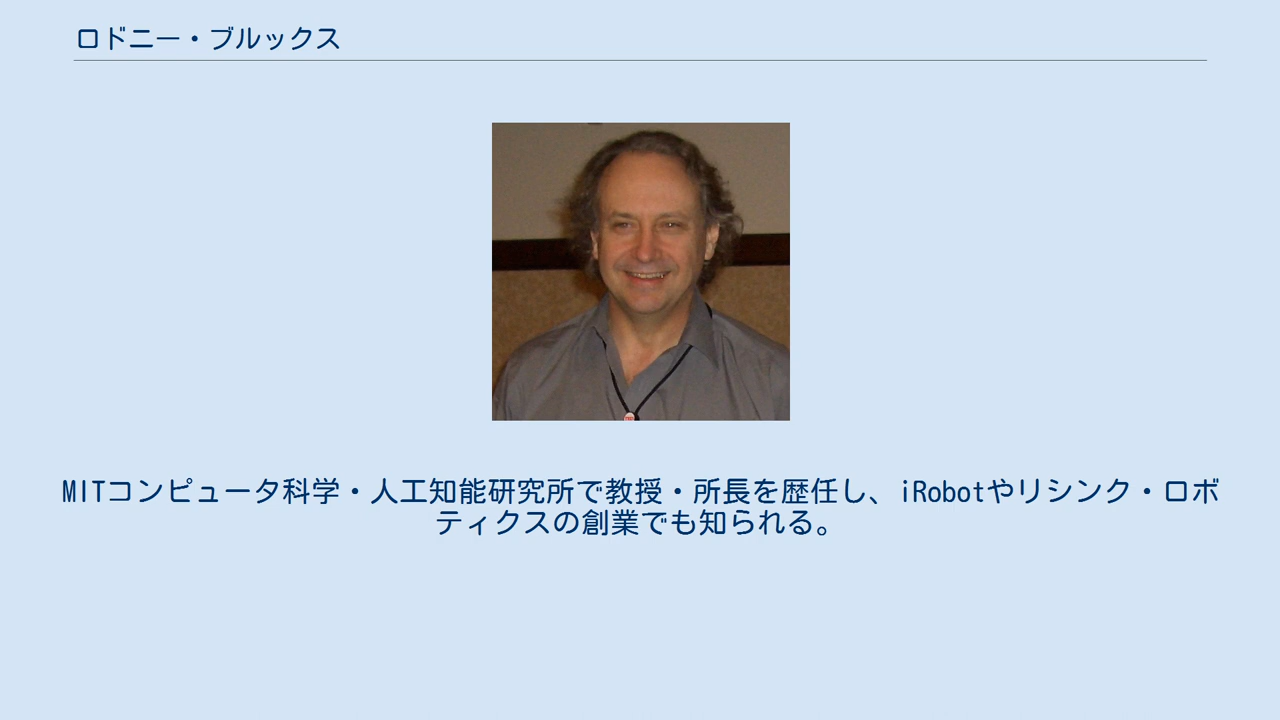 ロドニー・ブルックス
MITコンピュータ科学・人工知能研究所で教授・所長を歴任し、iRobotやリシンク・ロボ
ティクスの創業でも知られる。